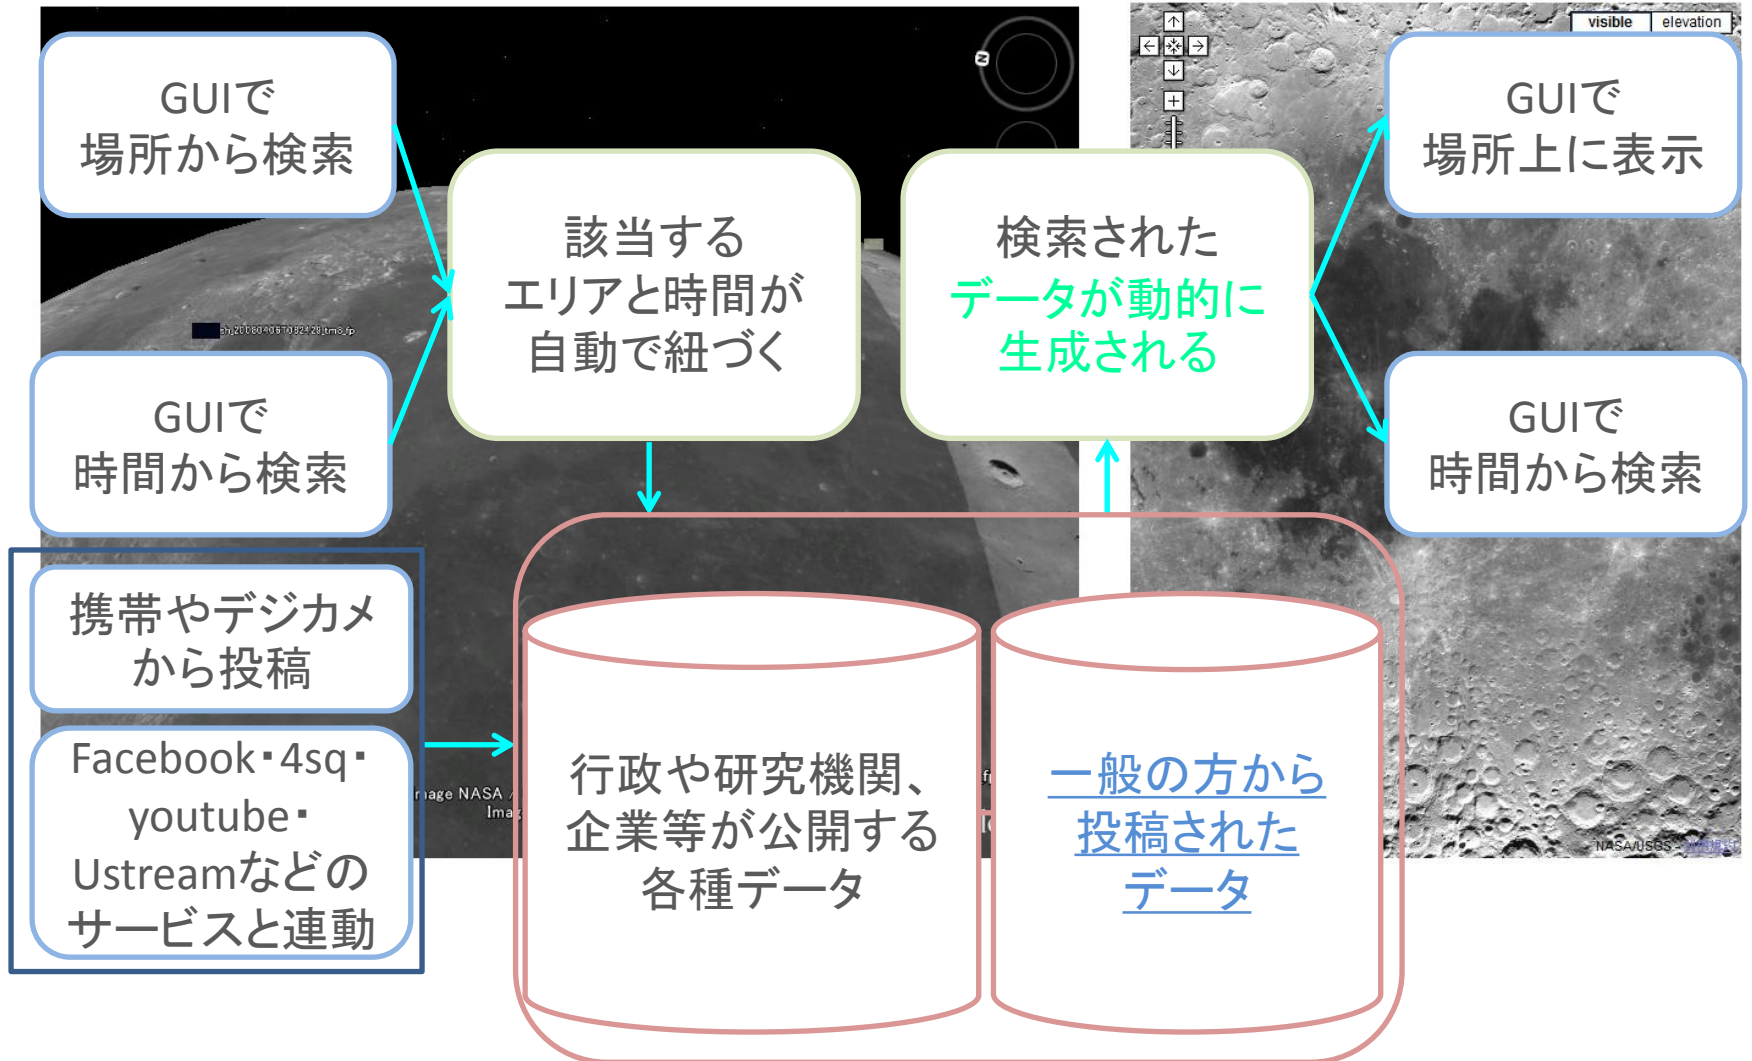 visible
elevation
N
GUIで
場所から検索
GUIで
場所上に表示
該当する
エリアと時間が
自動で紐づく
検索された
データが動的に
生成される
GUIで
時間から検索
GUIで
時間から検索
携帯やデジカメ
から投稿
Facebook・4sq・
youtube・
Ustreamなどの
サービスと連動
行政や研究機関、
企業等が公開する
各種データ
一般の方から
投稿された
データ
Image NASA /
NASA/USGS -